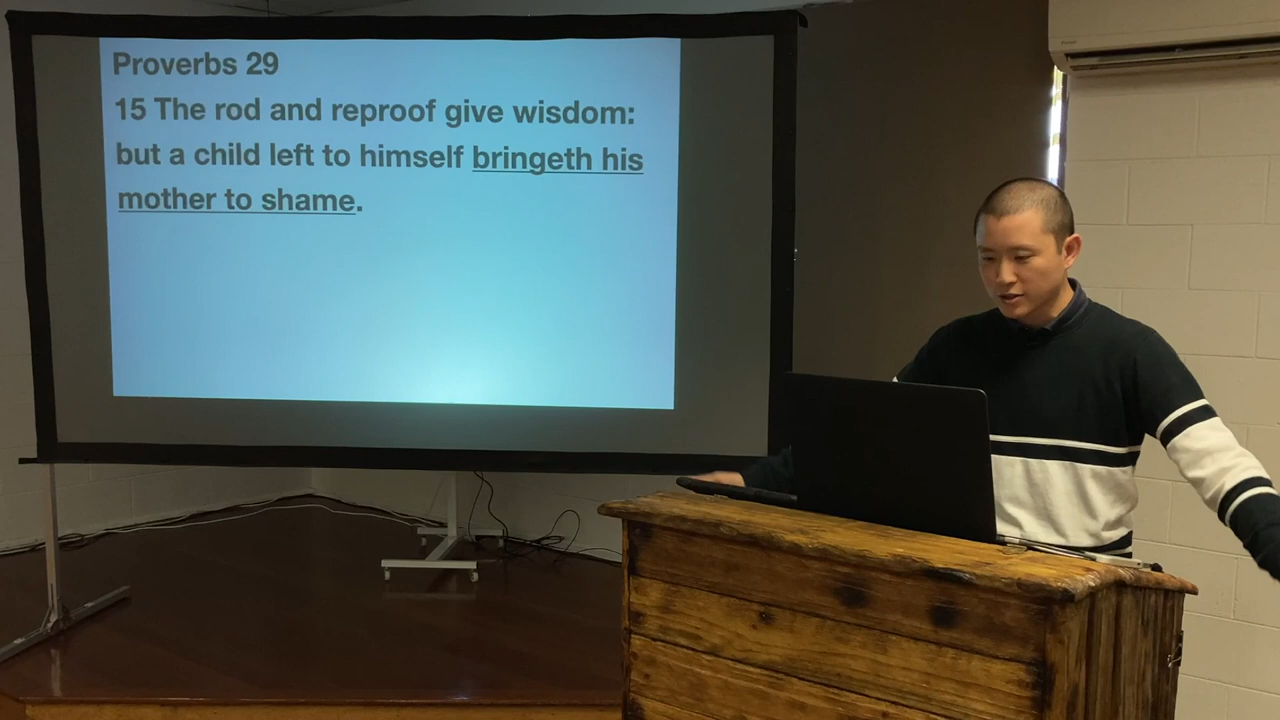 Proverbs 29
15 The rod and reproof give wisdom:
but a child left to himself bringeth his
mother to shame.